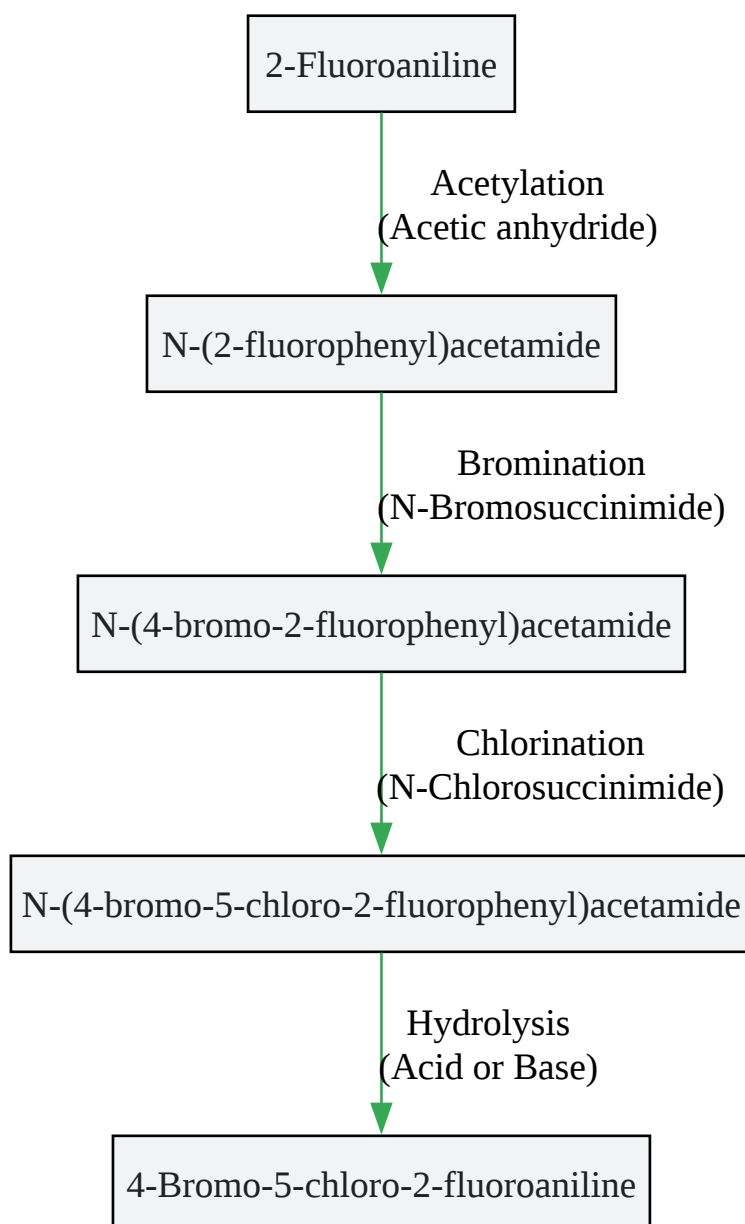 2-Fluoroaniline
Acetylation
(Acetic anhydride)
N-(2-fluorophenyl)acetamide
Bromination
(N-Bromosuccinimide)
N-(4-bromo-2-fluorophenyl)acetamide
Chlorination
(N-Chlorosuccinimide)
N-(4-bromo-5-chloro-2-fluorophenyl)acetamide
Hydrolysis
(Acid or Base)
4-Bromo-5-chloro-2-fluoroaniline